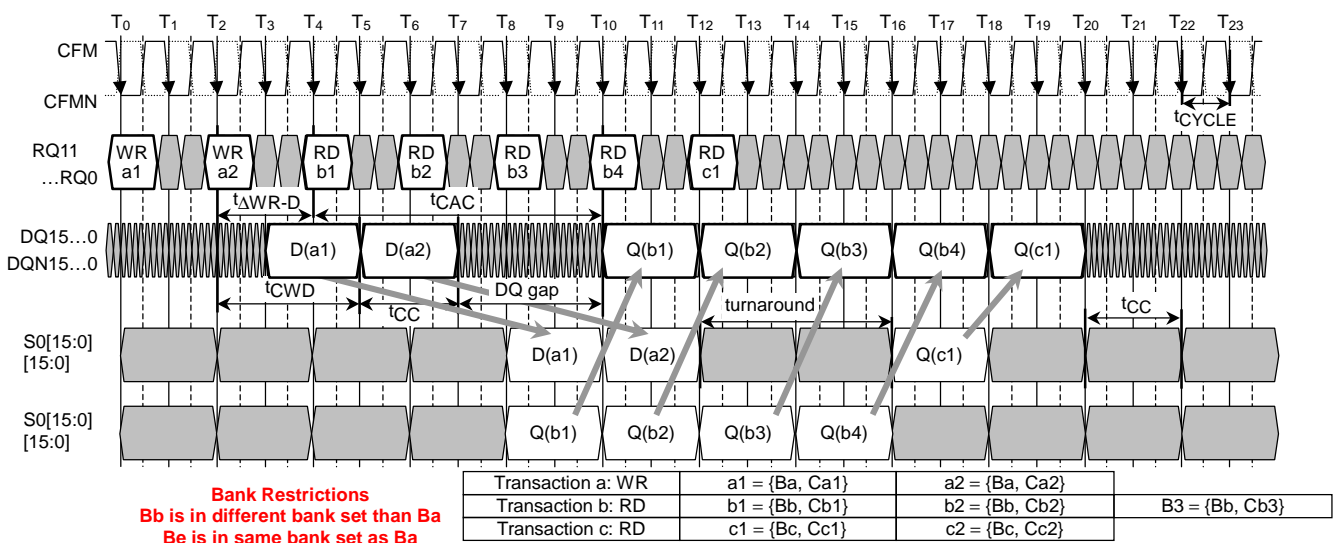 T0 T1 T2 T3 T4 T5 T6 T7 T8 T9 T10 T11 T12 T13 T14 T15 T16 T17 T18 T19 T20 T21 T22 T23
CFM
CFMN
tCYCLE
RQ11
...RQ0
WR a1
WR a2
RD b1
RD b2
RD b3
RD b4
RD c1
tΔWR-D
tCAC
DQ15...0
DQN15...0
D(a1) D(a2) Q(b1) Q(b2) Q(b3) Q(b4) Q(c1)
tCWD
tCC
DQ gap
turnaround
tCC
S0[15:0]
[15:0]
D(a1) D(a2) Q(c1)
S0[15:0]
[15:0]
Q(b1) Q(b2) Q(b3) Q(b4)
Bank Restrictions
Bb is in different bank set than Ba
Be is in same bank set as Ba
Transaction a: WR a1 = {Ba, Ca1} a2 = {Ba, Ca2}
Transaction b: RD b1 = {Bb, Cb1} b2 = {Bb, Cb2} B3 = {Bb, Cb3}
Transaction c: RD c1 = {Bc, Cc1} c2 = {Bc, Cc2}